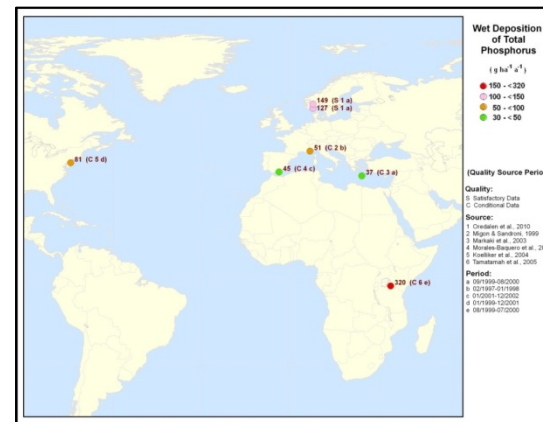 Wet Deposition
of Total
Phosphorus
( g ha⁻¹ a⁻¹ )
150 - <320
100 - <150
50 - <100
30 - <50
149 (S 1 a)
127 (S 1 a)
51 (C 2 b)
81 (C 5 d)
45 (C 4 c)
37 (C 3 a)
320 (C 6 e)
(Quality Source Perio
Quality:
S Satisfactory Data
C Conditional Data
Source:
1 Oredalen et al., 2010
2 Migon & Sandroni, 1999
3 Markaki et al., 2003
4 Morales-Baquero et al., 20
5 Koelliker et al., 2004
6 Tamatamah et al., 2005
Period:
a 09/1999-08/2000
b 02/1997-01/1998
c 01/2001-12/2002
d 01/1999-12/2001
e 08/1999-07/2000